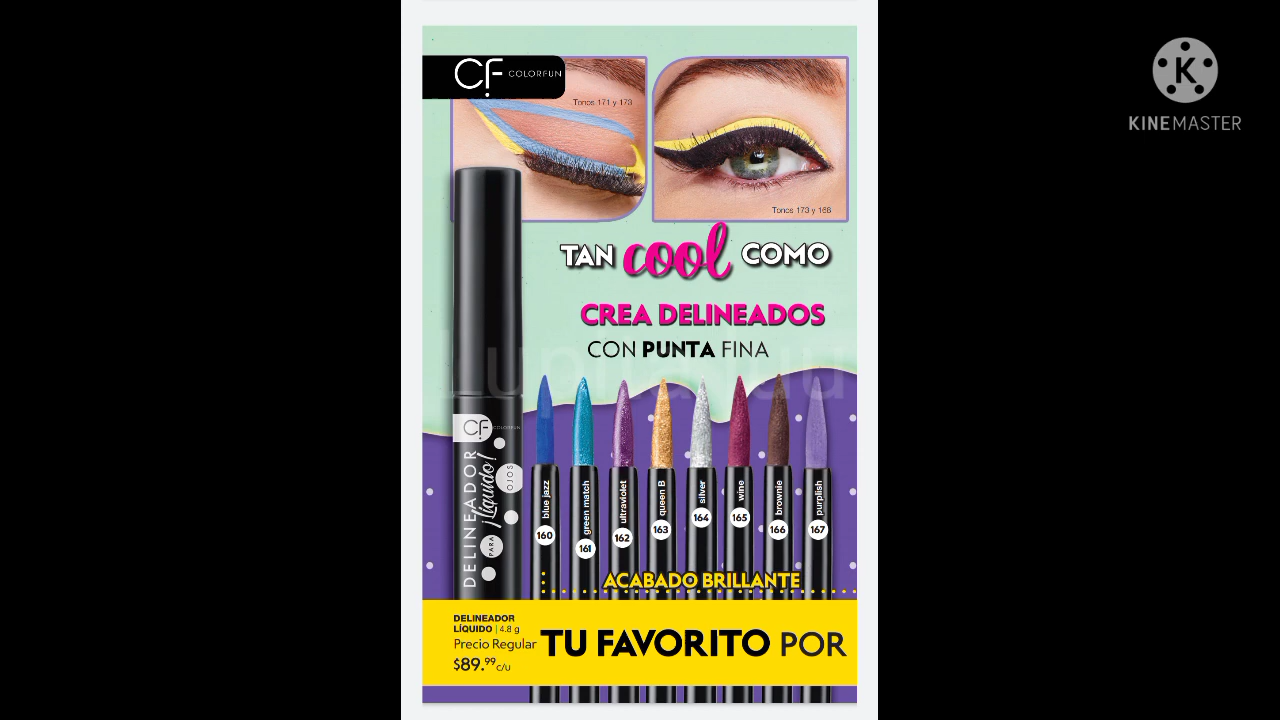 CF COLORFUN
KINEMASTER
Tonos 171 y 173
Tonos 173 y 168
TAN cool COMO
CREA DELINEADOS
CON PUNTA FINA
CF COLORFUN
DELINEADOR
¡líquido!
PARA
OJOS
blue jazz
160
green match
161
ultraviolet
162
queen B
163
silver
164
wine
165
brownie
166
purplish
167
ACABADO BRILLANTE
DELINEADOR
LÍQUIDO | 4.8 g
Precio Regular
$89.99 c/u
TU FAVORITO POR